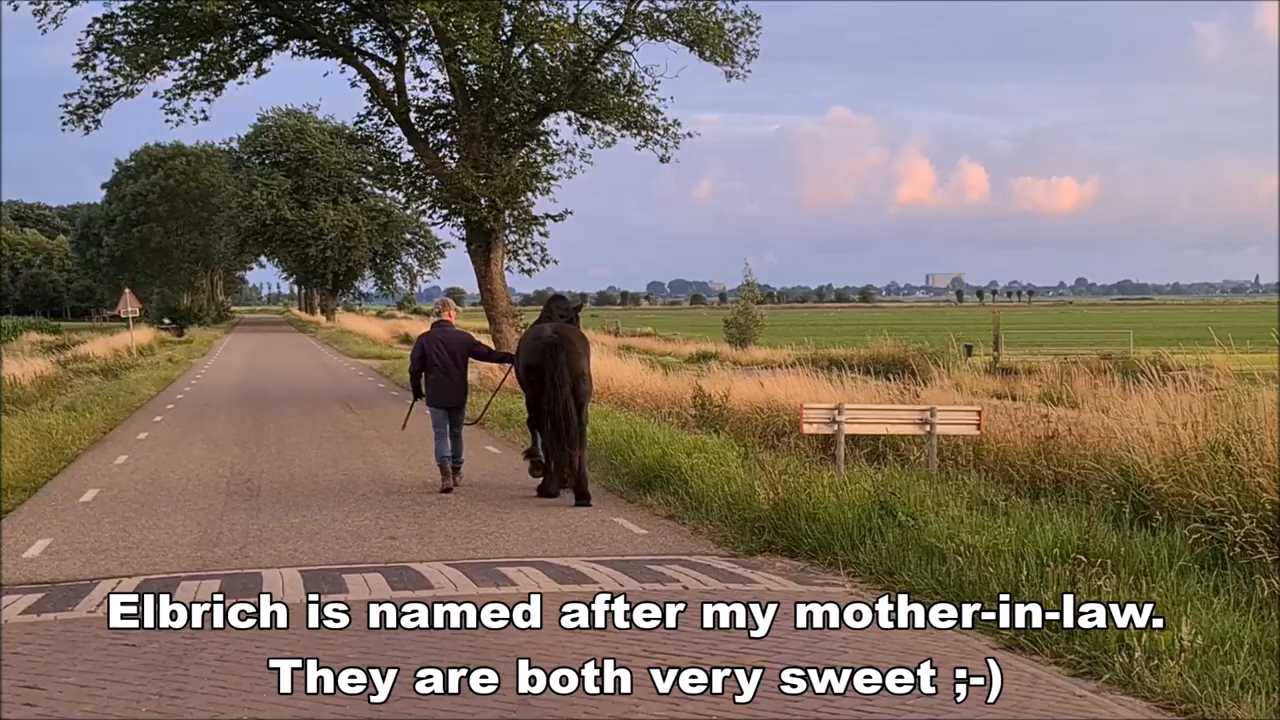 Elbrich is named after my mother-in-law.
They are both very sweet ;-)